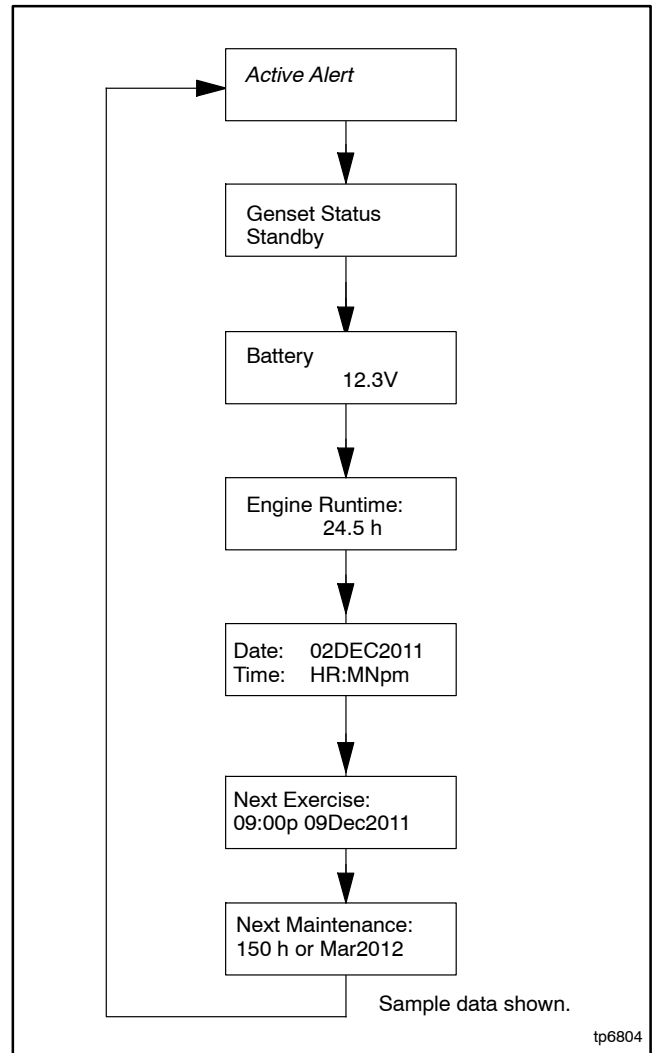 Active Alert
Genset Status
Standby
Battery
12.3V
Engine Runtime:
24.5 h
Date: 02DEC2011
Time: HR:MNpm
Next Exercise:
09:00p 09Dec2011
Next Maintenance:
150 h or Mar2012
Sample data shown.
tp6804